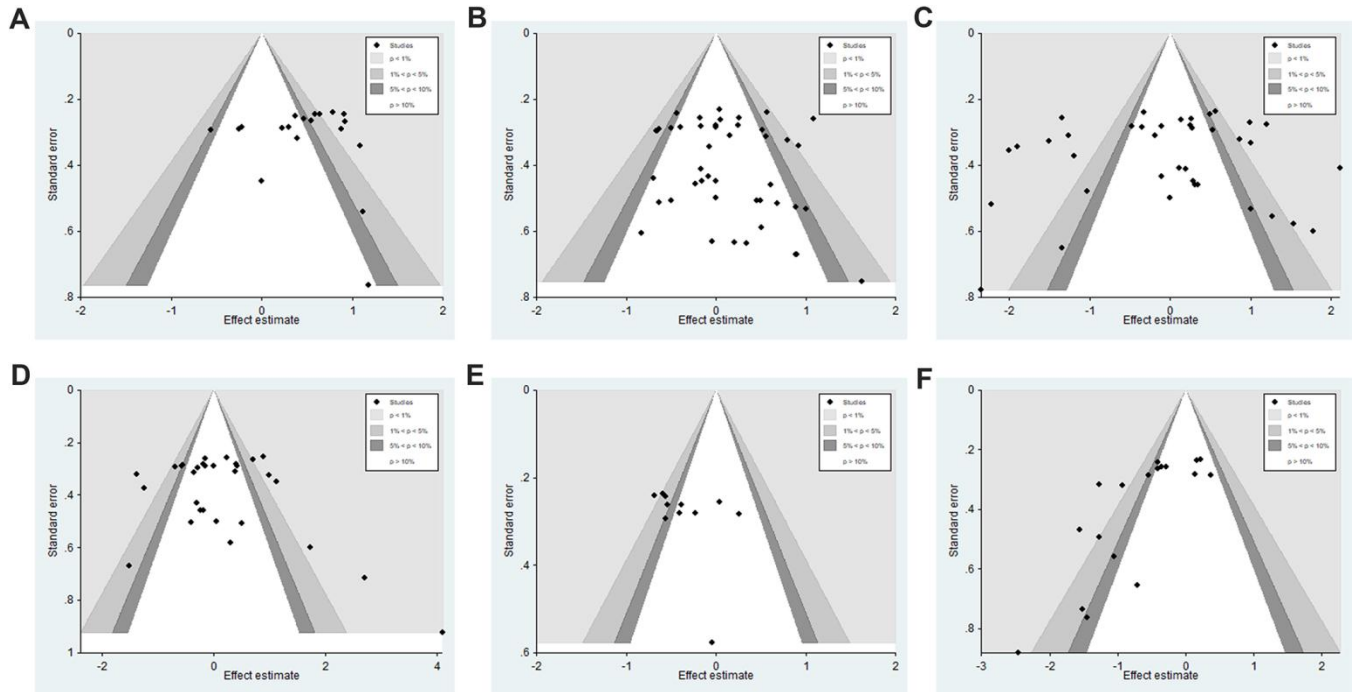 A
Standard error
0
.2
.4
.6
.8
Studies
p < 1%
1% < p < 5%
5% < p < 10%
p > 10%
-2 -1 0 1 2
Effect estimate
B
Standard error
0
.2
.4
.6
.8
Studies
p < 1%
1% < p < 5%
5% < p < 10%
p > 10%
-2 -1 0 1 2
Effect estimate
C
Standard error
0
.2
.4
.6
.8
Studies
p < 1%
1% < p < 5%
5% < p < 10%
p > 10%
-2 -1 0 1 2
Effect estimate
D
Standard error
0
.2
.4
.6
.8
1
Studies
p < 1%
1% < p < 5%
5% < p < 10%
p > 10%
-2 0 2 4
Effect estimate
E
Standard error
0
.2
.4
.6
Studies
p < 1%
1% < p < 5%
5% < p < 10%
p > 10%
-2 -1 0 1 2
Effect estimate
F
Standard error
0
.2
.4
.6
.8
Studies
p < 1%
1% < p < 5%
5% < p < 10%
p > 10%
-3 -2 -1 0 1 2
Effect estimate